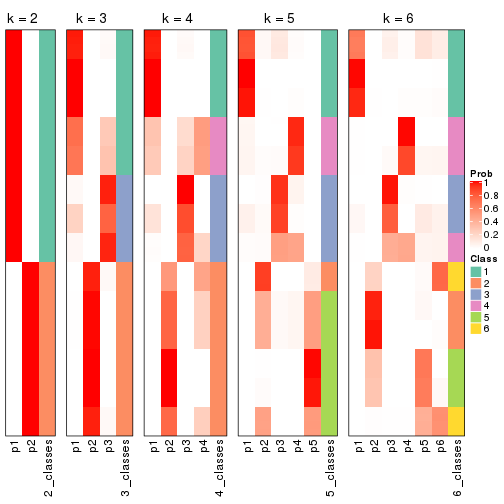 k = 2
k = 3
k = 4
k = 5
k = 6
Prob
1
0.8
0.6
0.4
0.2
0
Class
1
2
3
4
5
6
p1
p2
2_classes
p1
p2
p3
3_classes
p1
p2
p3
p4
4_classes
p1
p2
p3
p4
p5
5_classes
p1
p2
p3
p4
p5
p6
6_classes